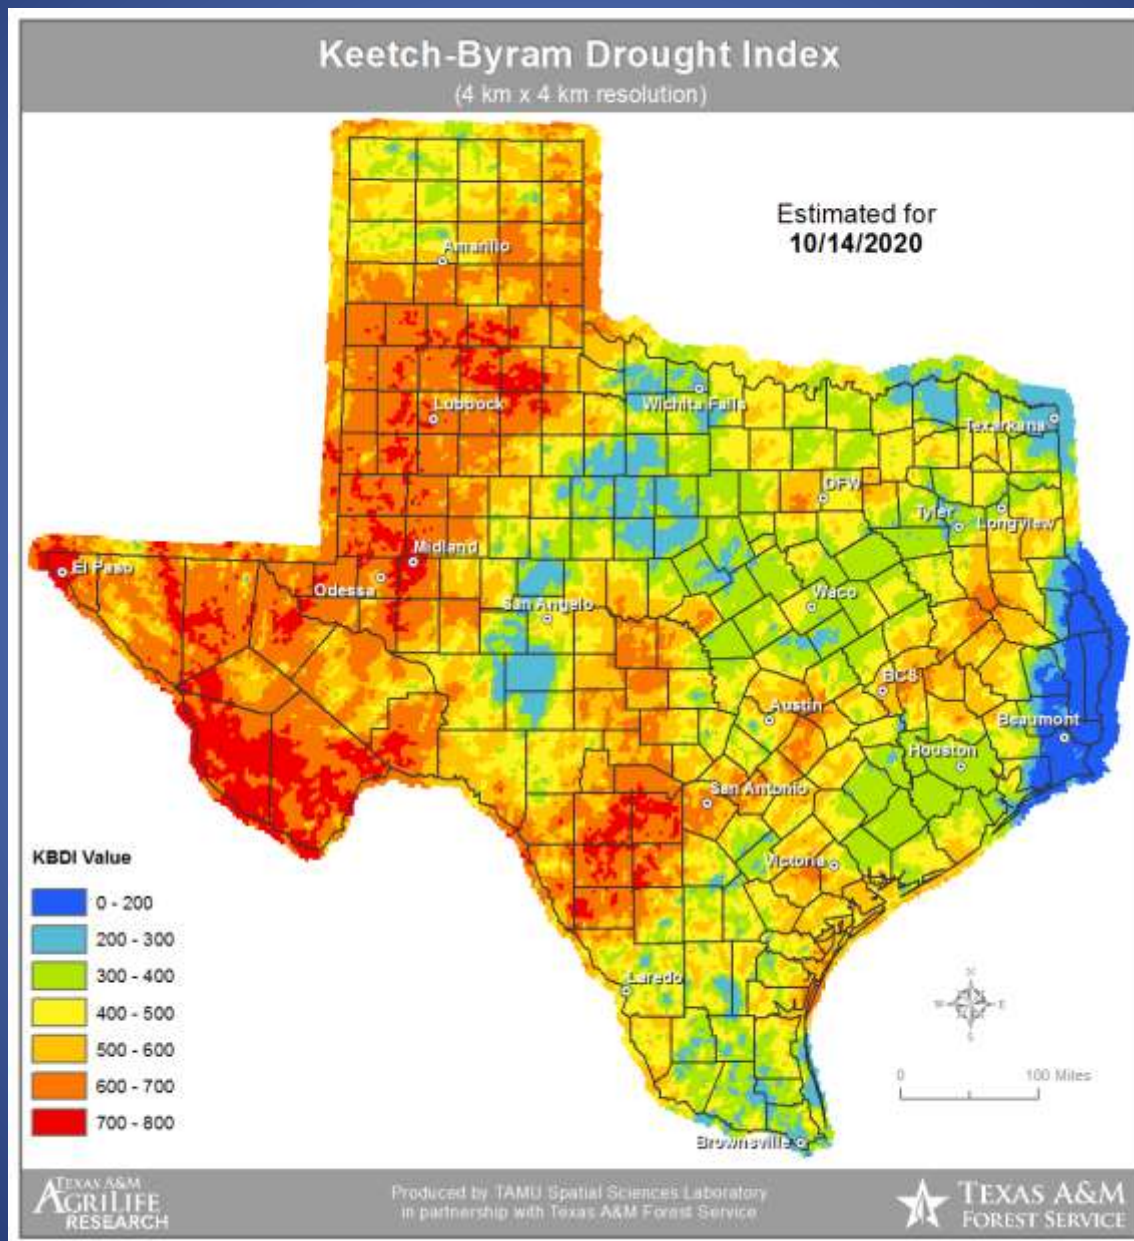 Keetch-Byram Drought Index
(4 km x 4 km resolution)
Estimated for
10/14/2020
Amarillo
Lubbock
Wichita Falls
Texarkana
DFW
Tyler
Longview
El Paso
Midland
Odessa
San Angelo
Waco
BCS
Austin
Beaumont
Houston
San Antonio
Victoria
Laredo
Brownsville
KBDI Value
0 - 200
200 - 300
300 - 400
400 - 500
500 - 600
600 - 700
700 - 800
N
W E
S
0 100 Miles
TEXAS A&M
AGRILIFE
RESEARCH
Produced by TAMU Spatial Sciences Laboratory
in partnership with Texas A&M Forest Service
TEXAS A&M
FOREST SERVICE